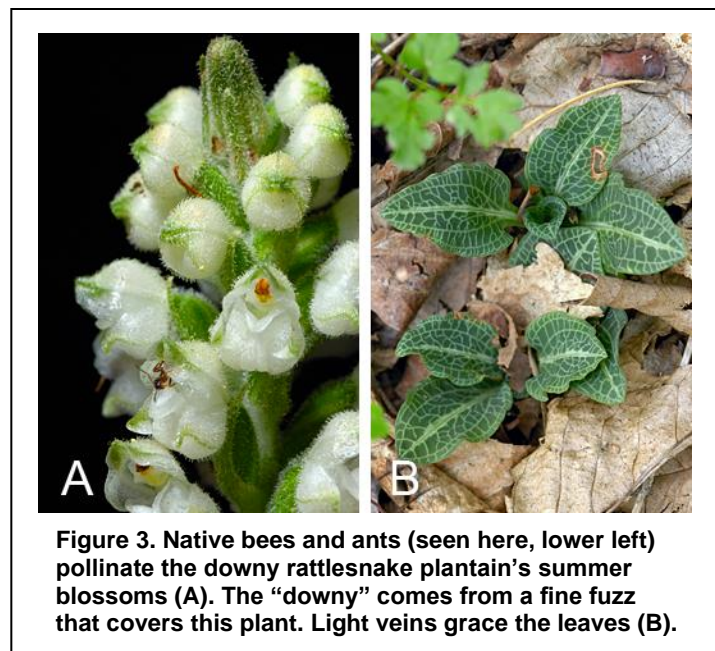 A
B
Figure 3. Native bees and ants (seen here, lower left)
pollinate the downy rattlesnake plantain’s summer
blossoms (A). The “downy” comes from a fine fuzz
that covers this plant. Light veins grace the leaves (B).